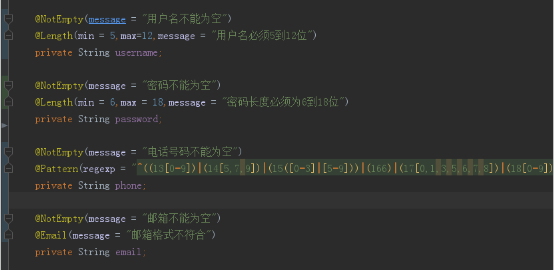 @NotEmpty(message = "用户名不能为空")
@Length(min = 5,max=12,message = "用户名必须5到12位")
private String username;
@NotEmpty(message = "密码不能为空")
@Length(min = 6,max = 18,message = "密码长度必须为6到18位")
private String password;
@NotEmpty(message = "电话号码不能为空")
@Pattern(regexp = "^((13[0-9])|(14[5,7,9])|(15([0-3]|[5-9]))|(166)|(17[0,1,3,5,6,7,8])|(18[0-9])
private String phone;
@NotEmpty(message = "邮箱不能为空")
@Email(message = "邮箱格式不符合")
private String email;